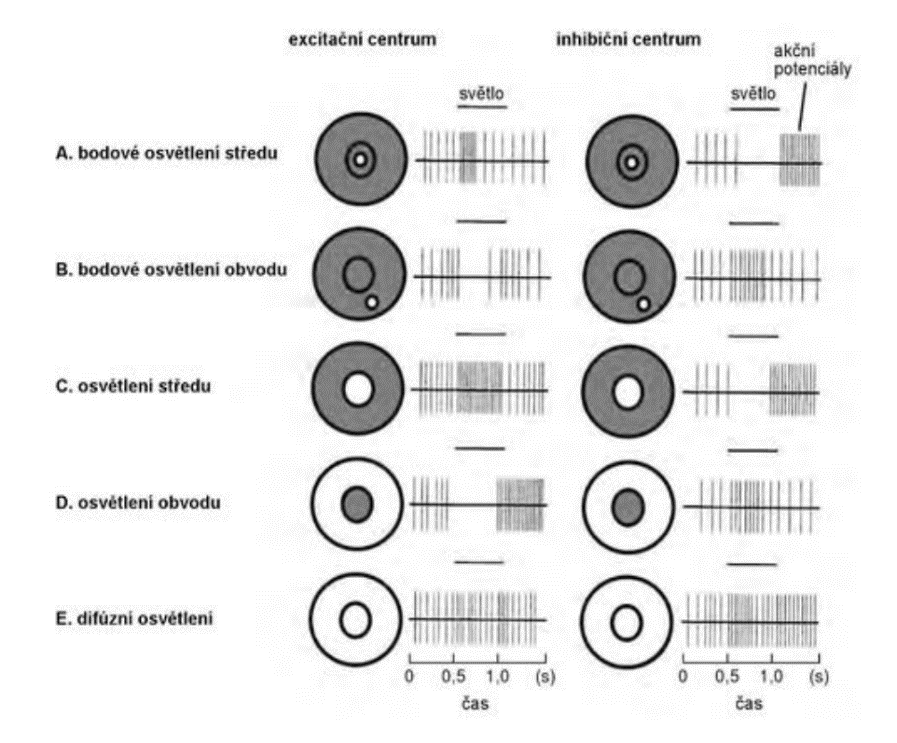 excitační centrum
inhibiční centrum
akční
potenciály
světlo
světlo
A. bodové osvětlení středu
B. bodové osvětlení obvodu
C. osvětlení středu
D. osvětlení obvodu
E. difúzní osvětlení
0 0,5 1,0 (s)
čas
0 0,5 1,0 (s)
čas